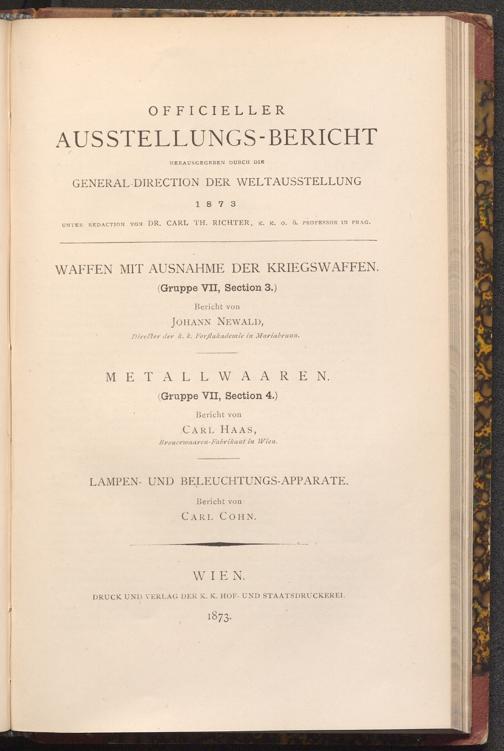 OFFICIELLER
AUSSTELLUNGS-BERICHT
HERAUSGEGEBEN DURCH DIE
GENERAL-DIRECTION DER WELTAUSSTELLUNG
1873
UNTER REDACTION VON DR. CARL TH. RICHTER, K. K. O. Ö. PROFESSOR IN PRAG.
WAFFEN MIT AUSNAHME DER KRIEGSWAFFEN.
(Gruppe VII, Section 3.)
Bericht von
JOHANN NEWALD,
Director der k. k. Forstakademie in Mariabrunn.
METALLWAAREN.
(Gruppe VII, Section 4.)
Bericht von
CARL HAAS,
Broncewaaren-Fabrikant in Wien.
LAMPEN- UND BELEUCHTUNGS-APPARATE.
Bericht von
CARL COHN.
WIEN.
DRUCK UND VERLAG DER K. K. HOF- UND STAATSDRUCKEREI.
1873.